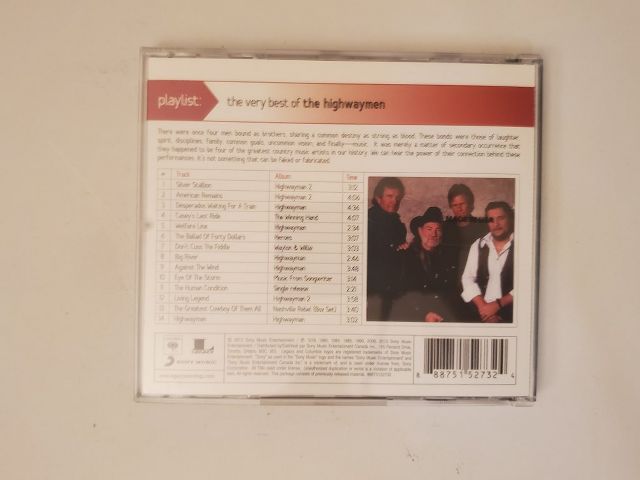 playlist: the very best of the highwaymen
There were once four men bound as brothers, sharing a common destiny as strong as blood. These bonds were those of laughter,
spirit, disciplines, family, common goals, uncommon vision, and finally—music. It was merely a matter of secondary occurrence that
they happened to be four of the greatest country music artists in our history. We can hear the power of their connection behind these
performances. It's not something that can be faked or fabricated.
# Track Album time
1 Silver Stallion Highwayman 2 3:12
2 American Remains Highwayman 2 4:06
3 Desperados Waiting For A Train Highwayman 4:36
4 Casey's Last Ride The Winning Hand 4:07
5 Welfare Line Highwayman 2:34
6 The Ballad Of Forty Dollars Heroes 3:07
7 Don't Cuss The Fiddle Waylon & Willie 3:03
8 Big River Highwayman 2:46
9 Against The Wind Highwayman 3:48
10 Eye Of The Storm Music From Songwriter 3:14
11 The Human Condition Single release 2:21
12 Living Legend Highwayman 2 3:58
13 The Greatest Cowboy Of Them All Nashville Rebel (Box Set) 3:40
14 Highwayman Highwayman 3:02
8 88751 52732 4